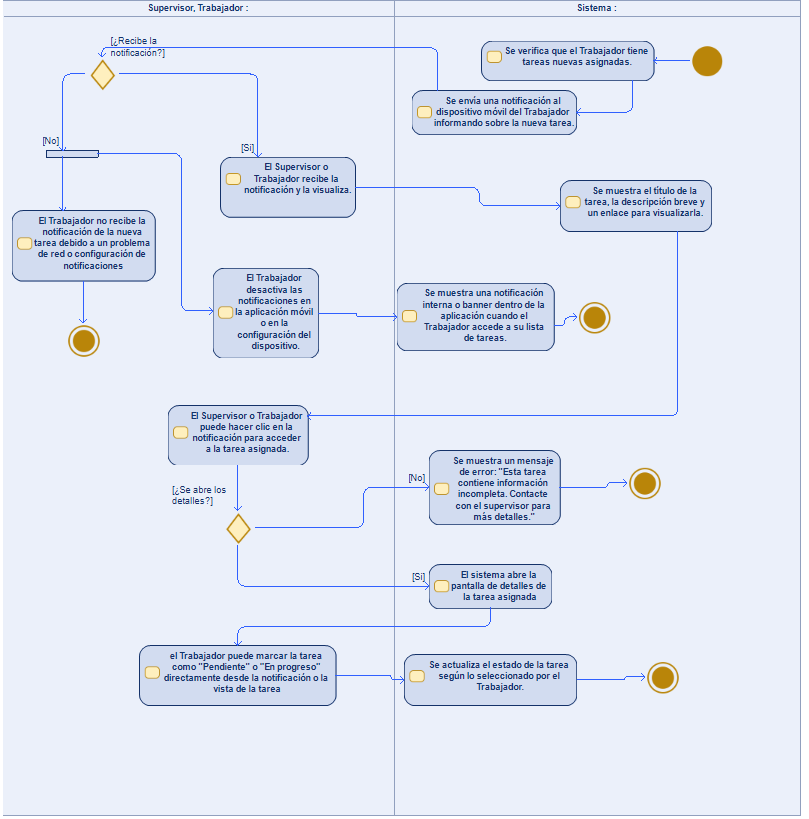 Supervisor, Trabajador :
Sistema :
[¿Recibe la
notificación?]
Se verifica que el Trabajador tiene
tareas nuevas asignadas.
Se envía una notificación al
dispositivo móvil del Trabajador
informando sobre la nueva tarea.
[No]
[Si]
El Supervisor o
Trabajador recibe la
notificación y la visualiza.
Se muestra el título de la
tarea, la descripción breve y
un enlace para visualizarla.
El Trabajador no recibe la
notificación de la nueva
tarea debido a un problema
de red o configuración de
notificaciones
El Trabajador
desactiva las
notificaciones en
la aplicación móvil
o en la
configuración del
dispositivo.
Se muestra una notificación
interna o banner dentro de la
aplicación cuando el
Trabajador accede a su lista
de tareas.
El Supervisor o Trabajador
puede hacer clic en la
notificación para acceder
a la tarea asignada.
[¿Se abre los
detalles?]
[No]
Se muestra un mensaje
de error: "Esta tarea
contiene información
incompleta. Contacte
con el supervisor para
más detalles."
[Si]
El sistema abre la
pantalla de detalles de
la tarea asignada
el Trabajador puede marcar la tarea
como "Pendiente" o "En progreso"
directamente desde la notificación o la
vista de la tarea
Se actualiza el estado de la tarea
según lo seleccionado por el
Trabajador.